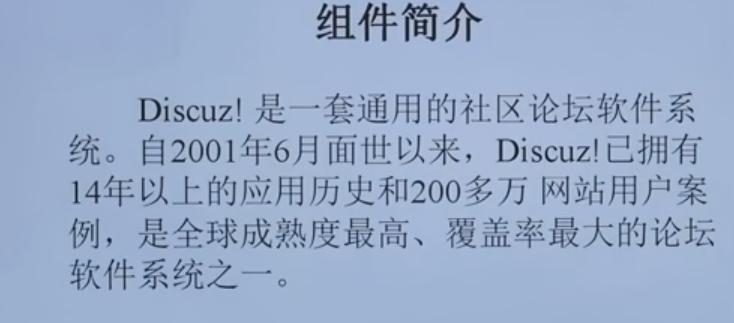 组件简介
Discuz! 是一套通用的社区论坛软件系
统。自2001年6月面世以来，Discuz!已拥有
14年以上的应用历史和200多万 网站用户案
例，是全球成熟度最高、覆盖率最大的论坛
软件系统之一。